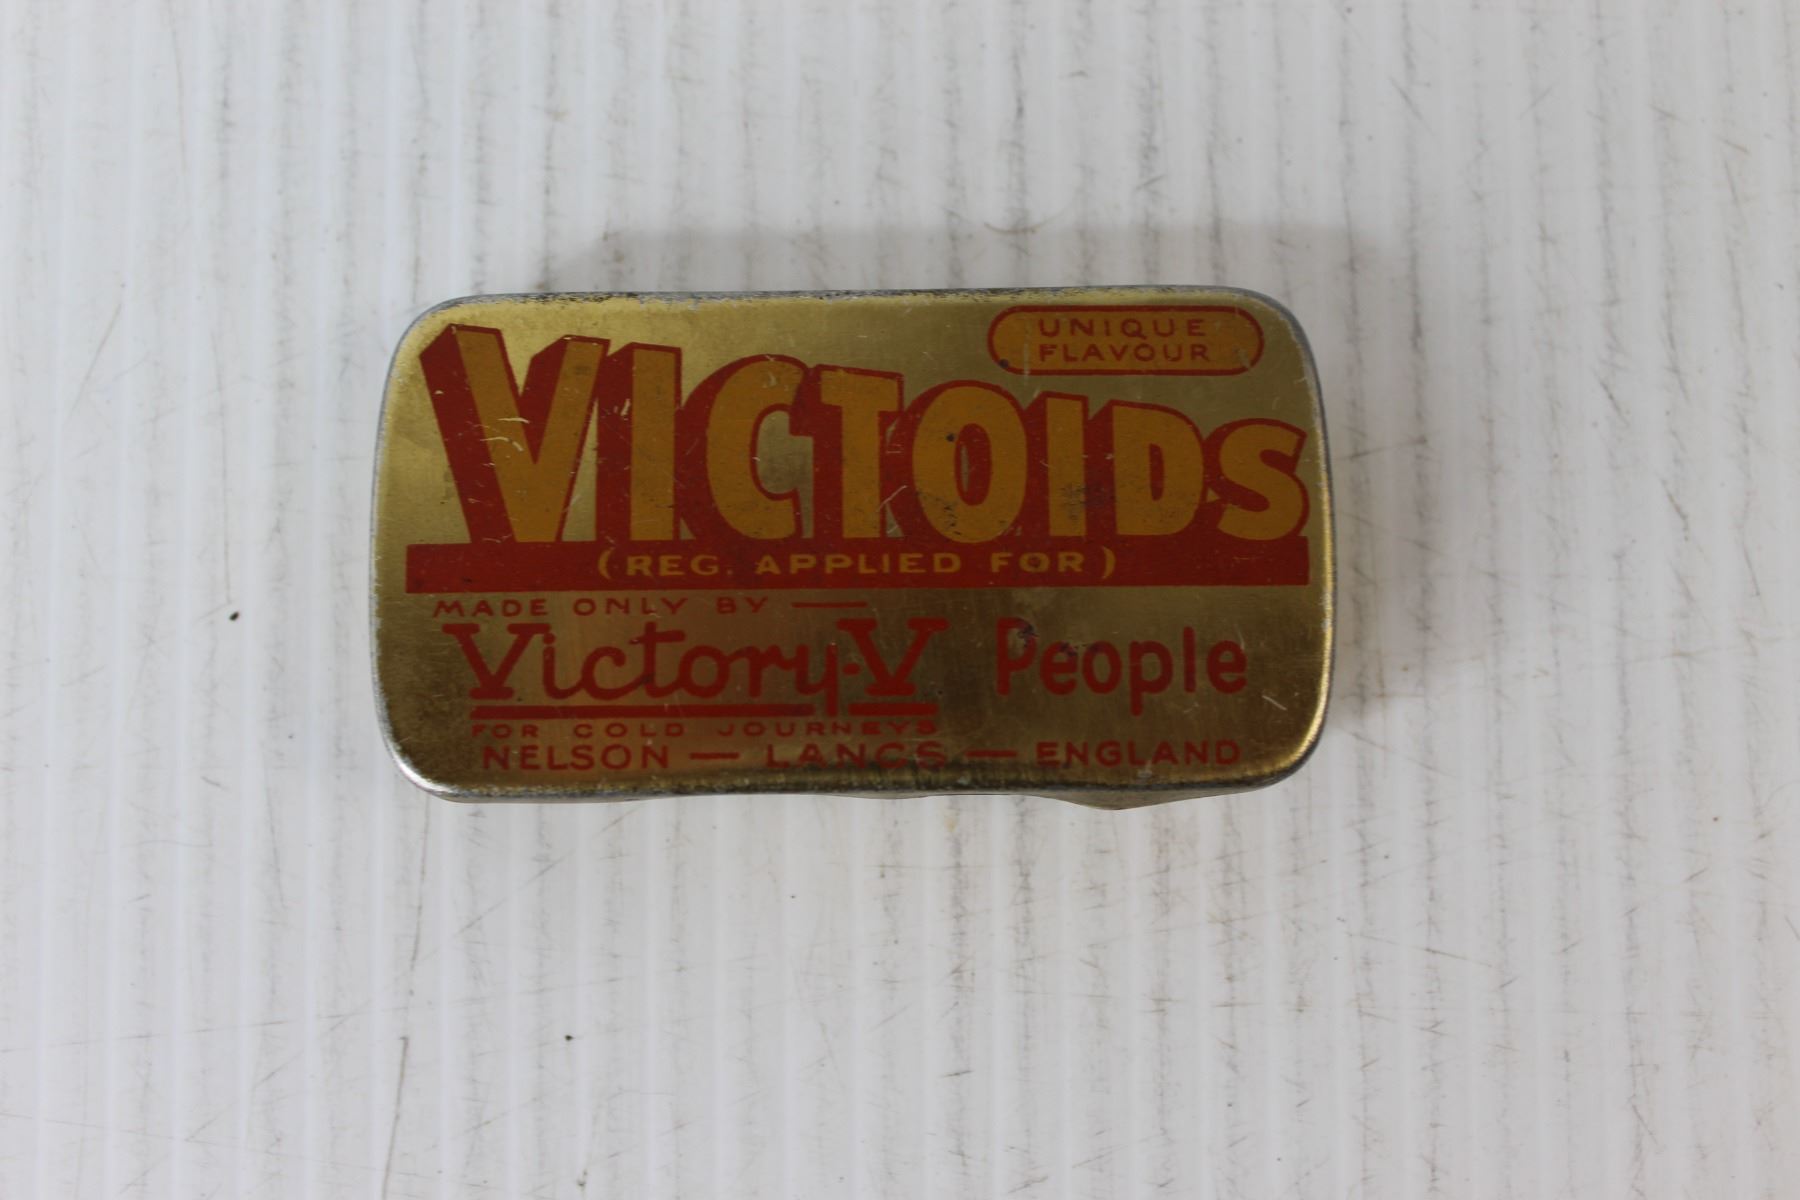 UNIQUE
FLAVOUR
VICTOIDS
(REG. APPLIED FOR)
MADE ONLY BY —
Victory-V People
FOR COLD JOURNEYS
NELSON — LANCS — ENGLAND